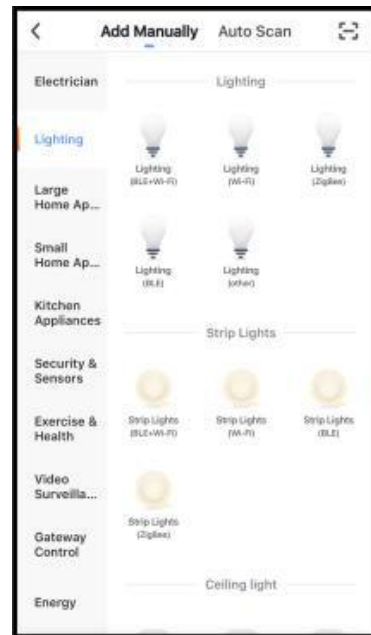 Add Manually Auto Scan
Electrician
Lighting
Large
Home Ap...
Small
Home Ap...
Kitchen
Appliances
Security &
Sensors
Exercise &
Health
Video
Surveilla...
Gateway
Control
Energy
Lighting
Lighting Lighting Lighting
(BLE+Wi-Fi) (Wi-Fi) (ZigBee)
Lighting Lighting
(BLE) (other)
Strip Lights
Strip Lights Strip Lights Strip Lights
(BLE+Wi-Fi) (Wi-Fi) (BLE)
Strip Lights
(ZigBee)
Ceiling light